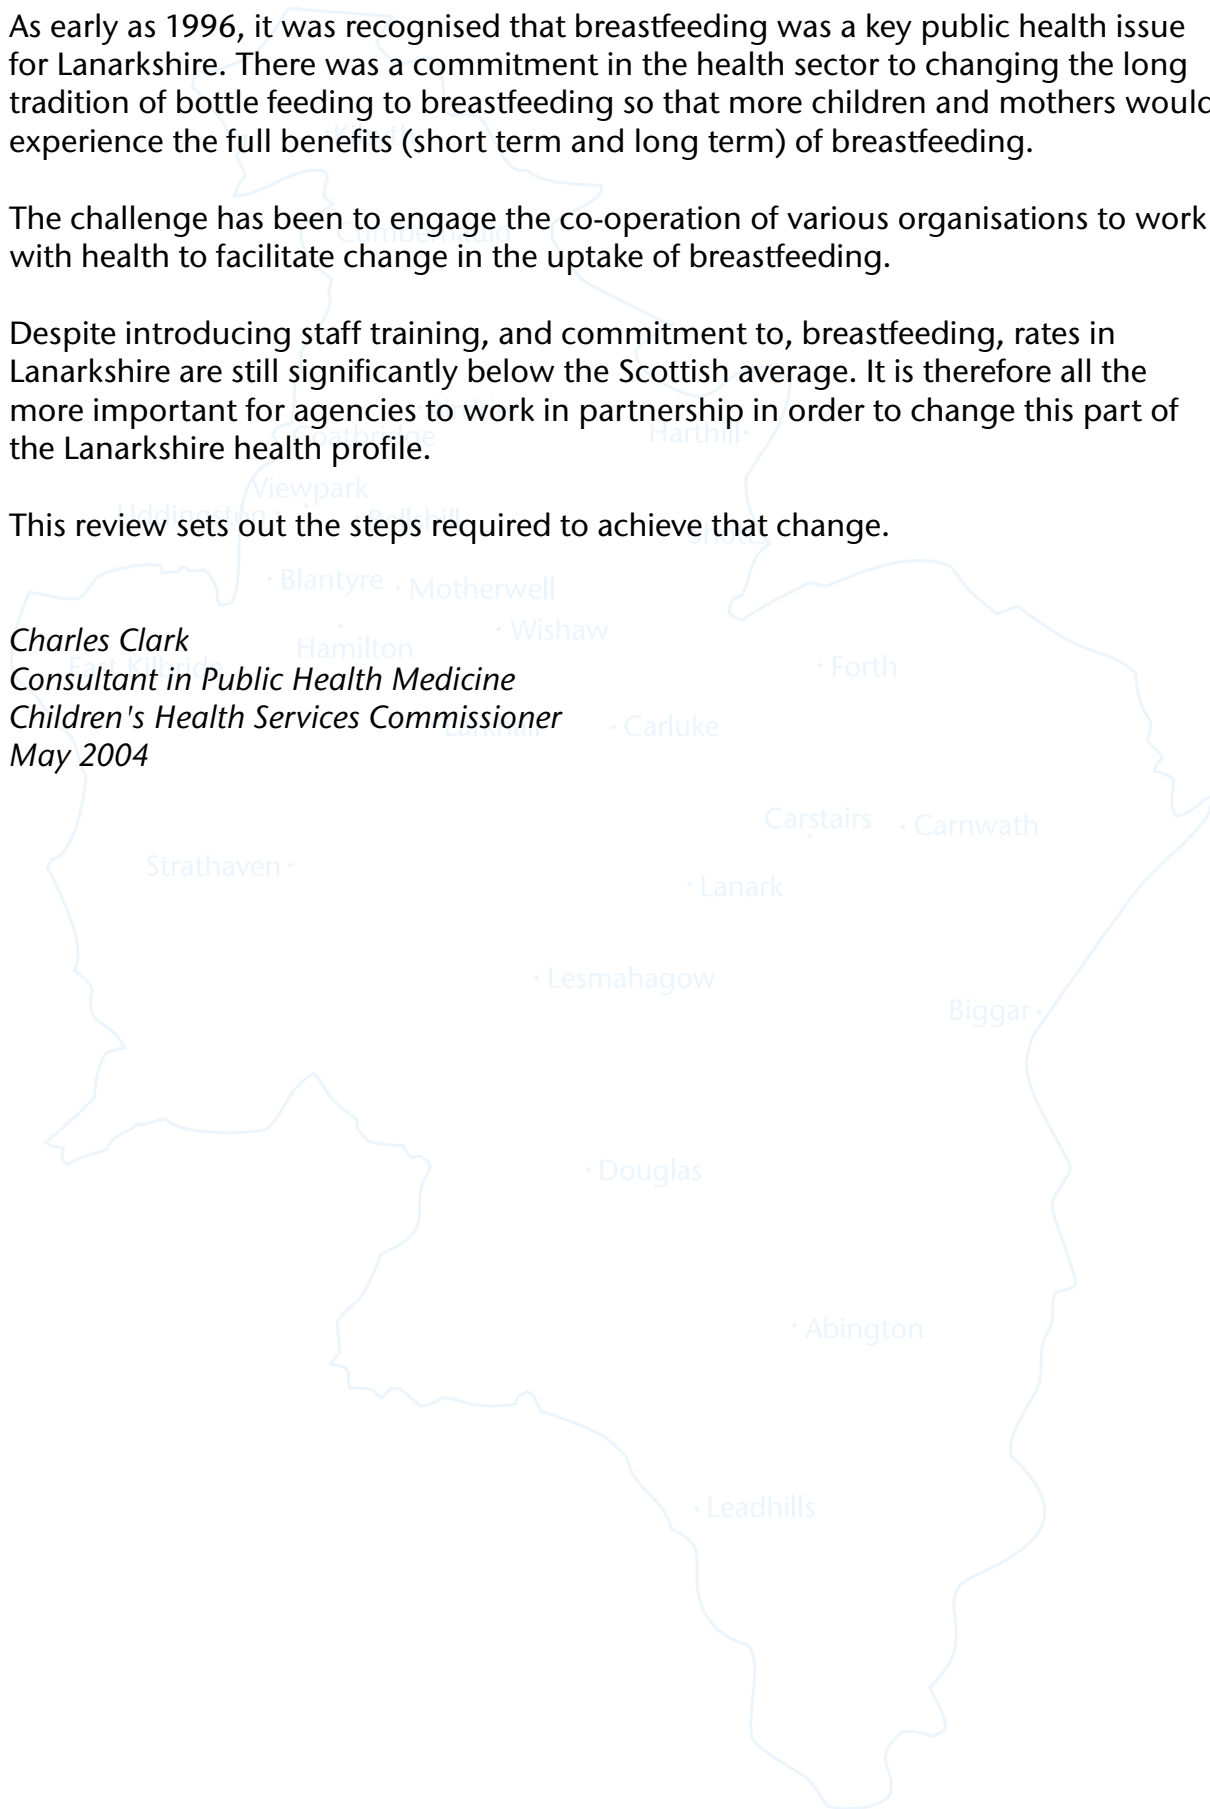 As early as 1996, it was recognised that breastfeeding was a key public health issue
for Lanarkshire. There was a commitment in the health sector to changing the long
tradition of bottle feeding to breastfeeding so that more children and mothers would
experience the full benefits (short term and long term) of breastfeeding.
Cumbernauld
The challenge has been to engage the co-operation of various organisations to work
with health to facilitate change in the uptake of breastfeeding.
Despite introducing staff training, and commitment to, breastfeeding, rates in
Lanarkshire are still significantly below the Scottish average. It is therefore all the
more important for agencies to work in partnership in order to change this part of
Coatbridge Harthill
the Lanarkshire health profile.
Viewpark
Uddingston Bellshill
This review sets out the steps required to achieve that change.
Shotts
Blantyre Motherwell
Wishaw
Hamilton
Forth
Charles Clark
East Kilbride
Consultant in Public Health Medicine
Children's Health Services Commissioner
Larkhall Carluke
May 2004
Carstairs Carnwath
Strathaven
Lanark
Lesmahagow
Biggar
Douglas
Abington
Leadhills